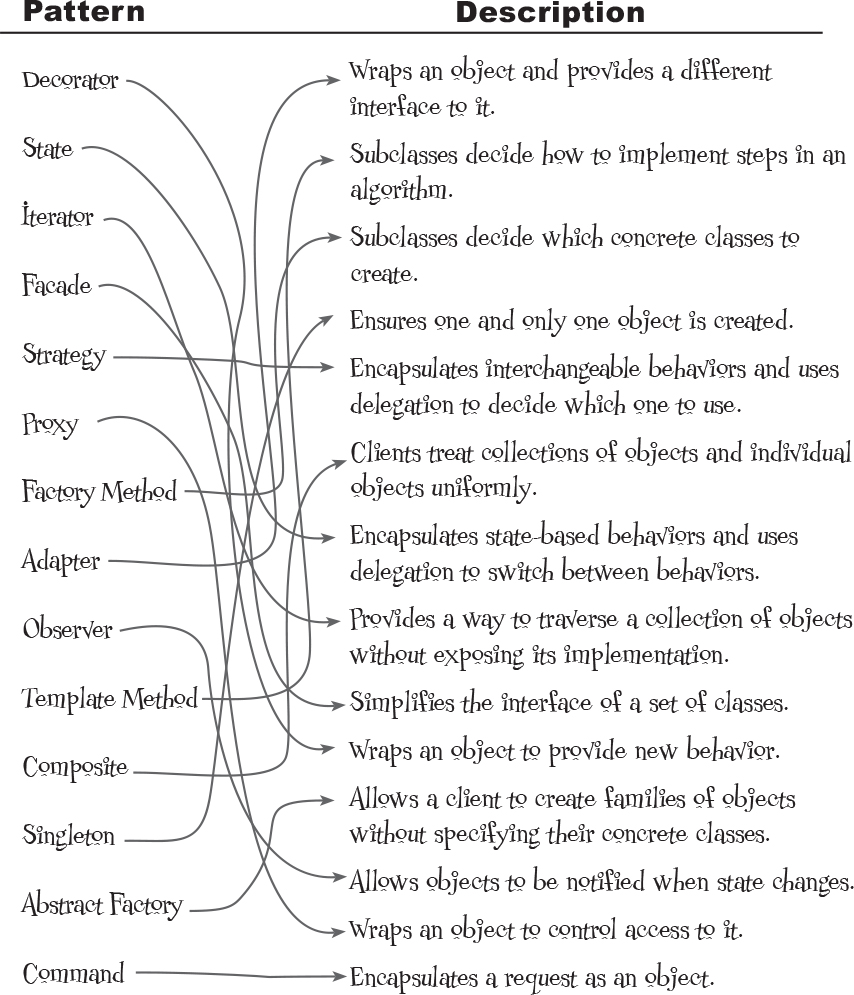 Pattern
Description
Decorator
State
Iterator
Facade
Strategy
Proxy
Factory Method
Adapter
Observer
Template Method
Composite
Singleton
Abstract Factory
Command
Wraps an object and provides a different
interface to it.
Subclasses decide how to implement steps in an
algorithm.
Subclasses decide which concrete classes to
create.
Ensures one and only one object is created.
Encapsulates interchangeable behaviors and uses
delegation to decide which one to use.
Clients treat collections of objects and individual
objects uniformly.
Encapsulates state-based behaviors and uses
delegation to switch between behaviors.
Provides a way to traverse a collection of objects
without exposing its implementation.
Simplifies the interface of a set of classes.
Wraps an object to provide new behavior.
Allows a client to create families of objects
without specifying their concrete classes.
Allows objects to be notified when state changes.
Wraps an object to control access to it.
Encapsulates a request as an object.